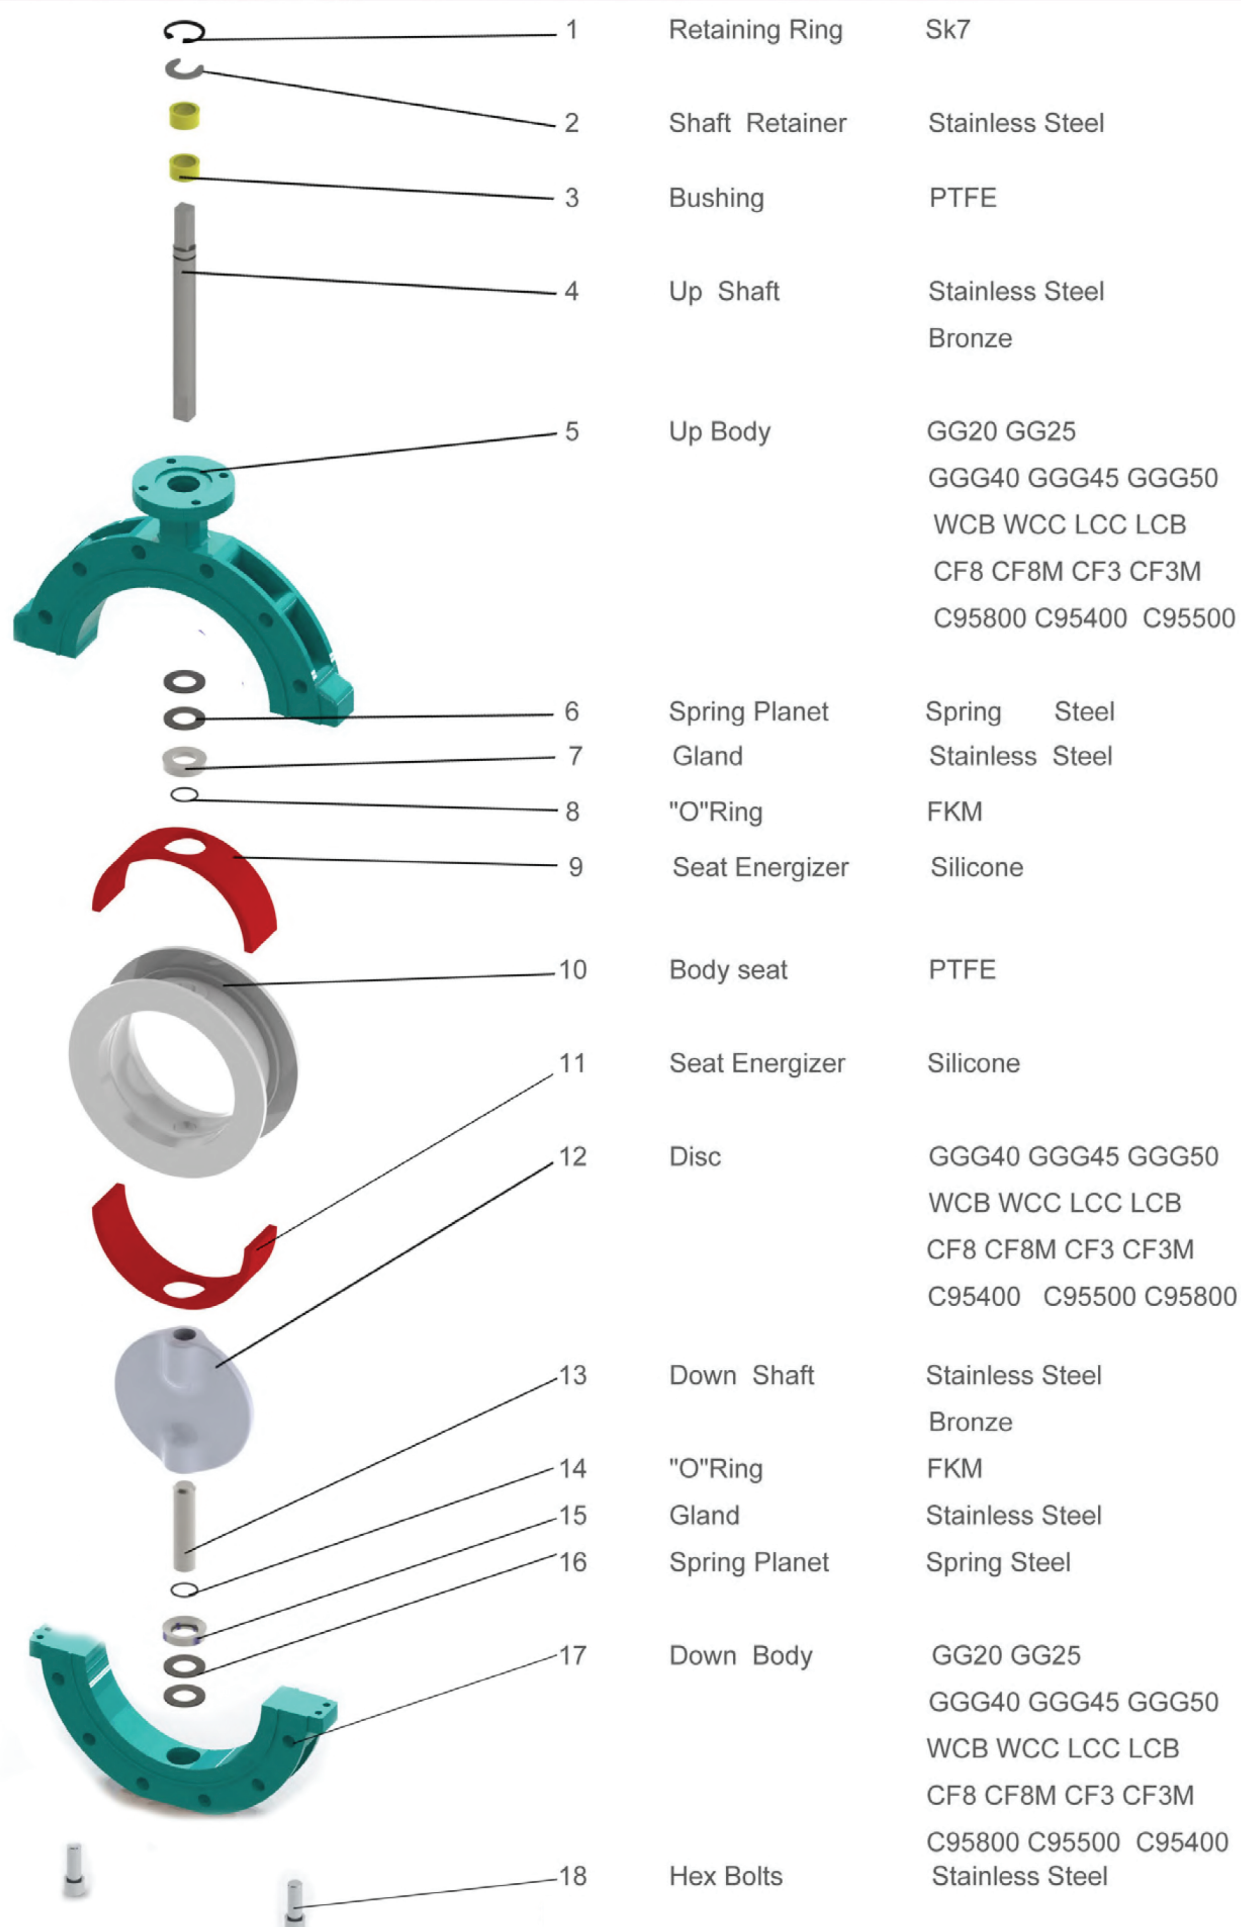 1 Retaining Ring Sk7
2 Shaft Retainer Stainless Steel
3 Bushing PTFE
4 Up Shaft Stainless Steel
Bronze
5 Up Body GG20 GG25
GGG40 GGG45 GGG50
WCB WCC LCC LCB
CF8 CF8M CF3 CF3M
C95800 C95400 C95500
6 Spring Planet Spring Steel
7 Gland Stainless Steel
8 "O"Ring FKM
9 Seat Energizer Silicone
10 Body seat PTFE
11 Seat Energizer Silicone
12 Disc GGG40 GGG45 GGG50
WCB WCC LCC LCB
CF8 CF8M CF3 CF3M
C95400 C95500 C95800
13 Down Shaft Stainless Steel
Bronze
14 "O"Ring FKM
15 Gland Stainless Steel
16 Spring Planet Spring Steel
17 Down Body GG20 GG25
GGG40 GGG45 GGG50
WCB WCC LCC LCB
CF8 CF8M CF3 CF3M
C95800 C95500 C95400
18 Hex Bolts Stainless Steel